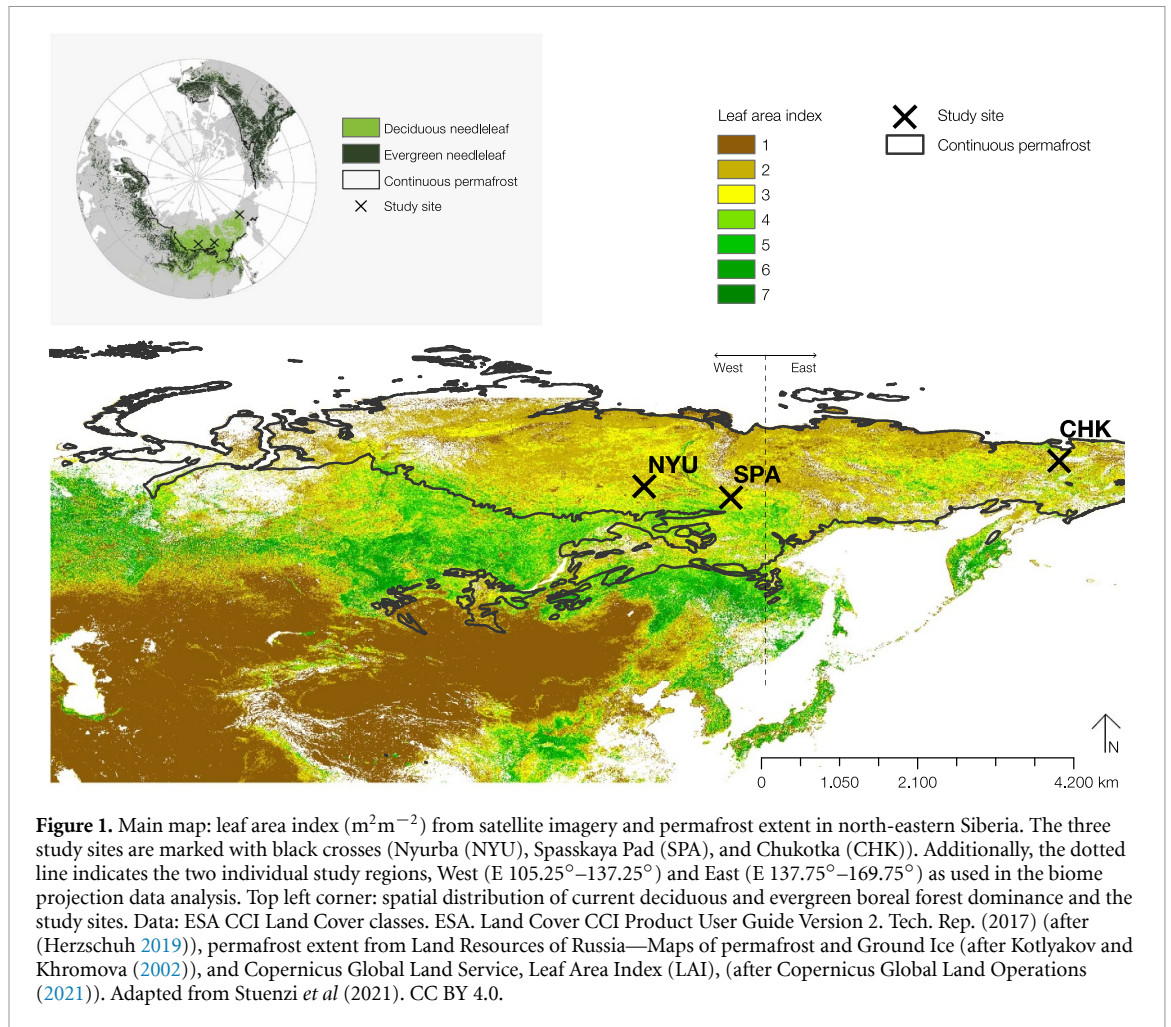 Deciduous needleleaf
Evergreen needleleaf
Continuous permafrost
Study site
Leaf area index
1
2
3
4
5
6
7
Study site
Continuous permafrost
West East
CHK
NYU
SPA
N
0 1.050 2.100 4.200 km
Figure 1. Main map: leaf area index (m²m⁻²) from satellite imagery and permafrost extent in north-eastern Siberia. The three
study sites are marked with black crosses (Nyurba (NYU), Spasskaya Pad (SPA), and Chukotka (CHK)). Additionally, the dotted
line indicates the two individual study regions, West (E 105.25°–137.25°) and East (E 137.75°–169.75°) as used in the biome
projection data analysis. Top left corner: spatial distribution of current deciduous and evergreen boreal forest dominance and the
study sites. Data: ESA CCI Land Cover classes. ESA. Land Cover CCI Product User Guide Version 2. Tech. Rep. (2017) (after
(Herzschuh 2019)), permafrost extent from Land Resources of Russia—Maps of permafrost and Ground Ice (after Kotlyakov and
Khromova (2002)), and Copernicus Global Land Service, Leaf Area Index (LAI), (after Copernicus Global Land Operations
(2021)). Adapted from Stuenzi et al (2021). CC BY 4.0.